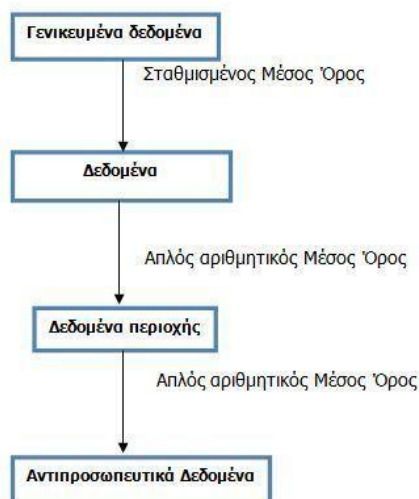 Γενικευμένα δεδομένα
Σταθμισμένος Μέσος Όρος
Δεδομένα
Απλός αριθμητικός Μέσος Όρος
Δεδομένα περιοχής
Απλός αριθμητικός Μέσος Όρος
Αντιπροσωπευτικά Δεδομένα